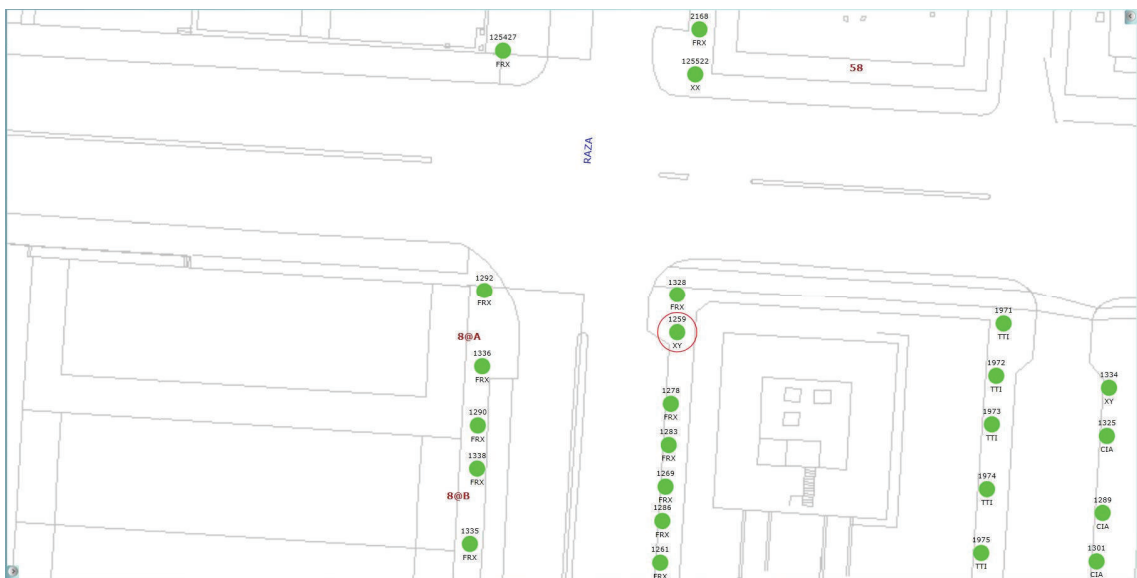 2168
FRX
125427
FRX
58
125522
XX
RAZA
1292
FRX
1328
FRX
1259
XY
1971
TTI
8@A
1336
FRX
1972
TTI
1334
XY
1278
FRX
1290
FRX
1973
TTI
1325
CIA
1283
FRX
1338
FRX
1269
FRX
1974
TTI
8@B
1289
CIA
1286
FRX
1335
FRX
1975
TTI
1301
CIA
1261
FRX